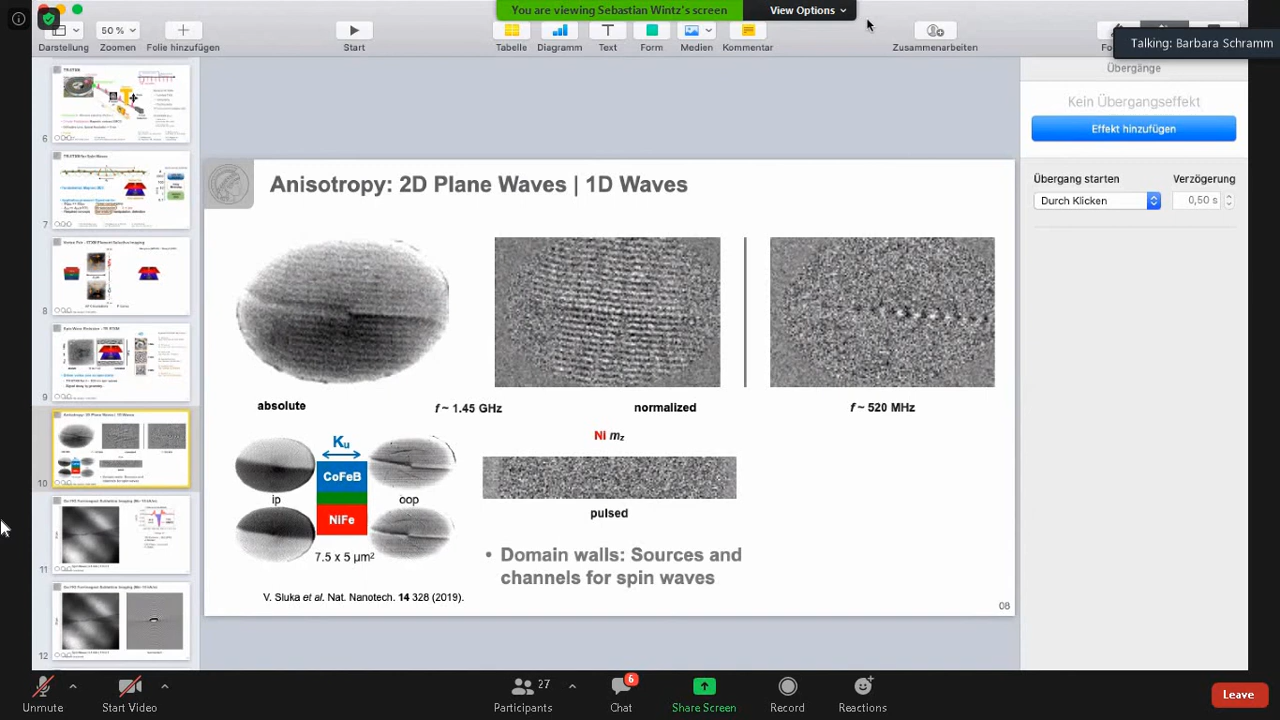 You are viewing Sebastian Wintz's screen
View Options
Talking: Barbara Schramm
50 %
Darstellung
Zoomen
Folie hinzufügen
Start
Tabelle
Diagramm
Text
Form
Medien
Kommentar
Zusammenarbeiten
Übergänge
Kein Übergangseffekt
Effekt hinzufügen
Übergang starten
Verzögerung
Durch Klicken
0,50 s
6
7
8
9
10
11
12
Anisotropy: 2D Plane Waves | 1D Waves
absolute
f ~ 1.45 GHz
normalized
f ~ 520 MHz
Ku
CoFeB
NiFe
ip
oop
7.5 x 5 µm²
Ni mz
pulsed
• Domain walls: Sources and
channels for spin waves
V. Sluka et al. Nat. Nanotech. 14 328 (2019).
08
Unmute
Start Video
27
Participants
6
Chat
Share Screen
Record
Reactions
Leave